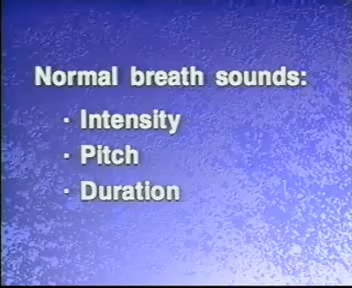 Normal breath sounds:
· Intensity
· Pitch
· Duration